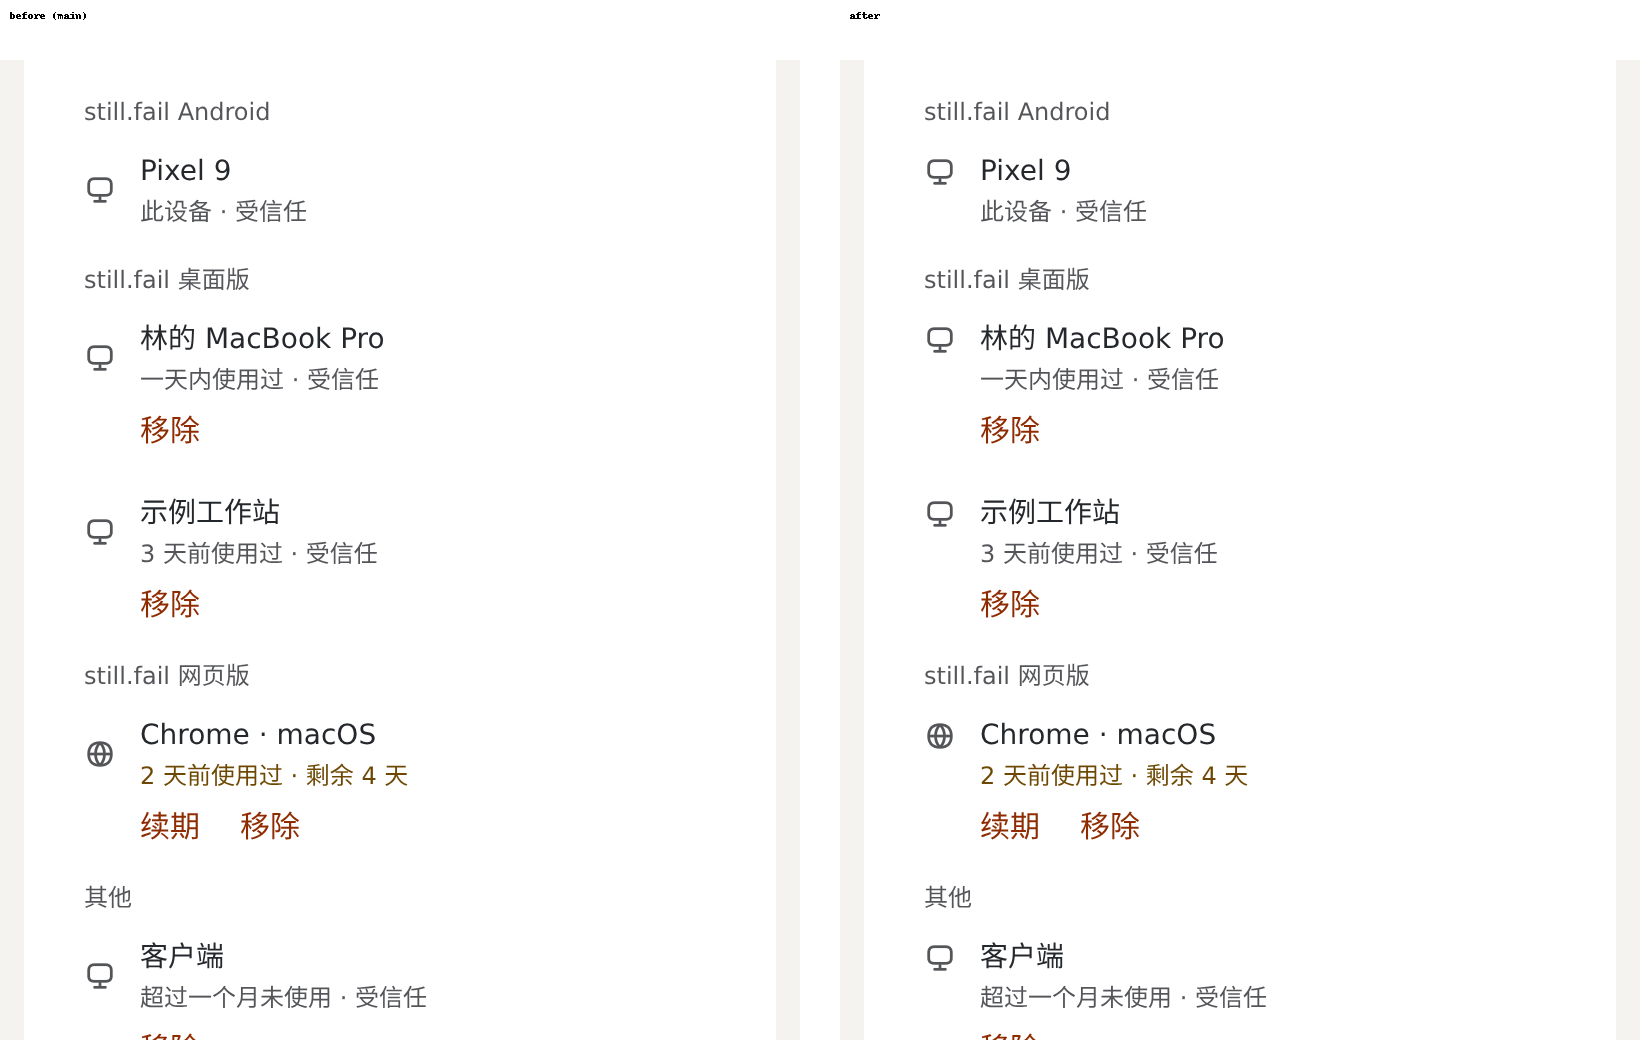 before (main)
still.fail Android
Pixel 9
此设备 · 受信任
still.fail 桌面版
林的 MacBook Pro
一天内使用过 · 受信任
移除
示例工作站
3 天前使用过 · 受信任
移除
still.fail 网页版
Chrome · macOS
2 天前使用过 · 剩余 4 天
续期 移除
其他
客户端
超过一个月未使用 · 受信任
移除
after
still.fail Android
Pixel 9
此设备 · 受信任
still.fail 桌面版
林的 MacBook Pro
一天内使用过 · 受信任
移除
示例工作站
3 天前使用过 · 受信任
移除
still.fail 网页版
Chrome · macOS
2 天前使用过 · 剩余 4 天
续期 移除
其他
客户端
超过一个月未使用 · 受信任
移除